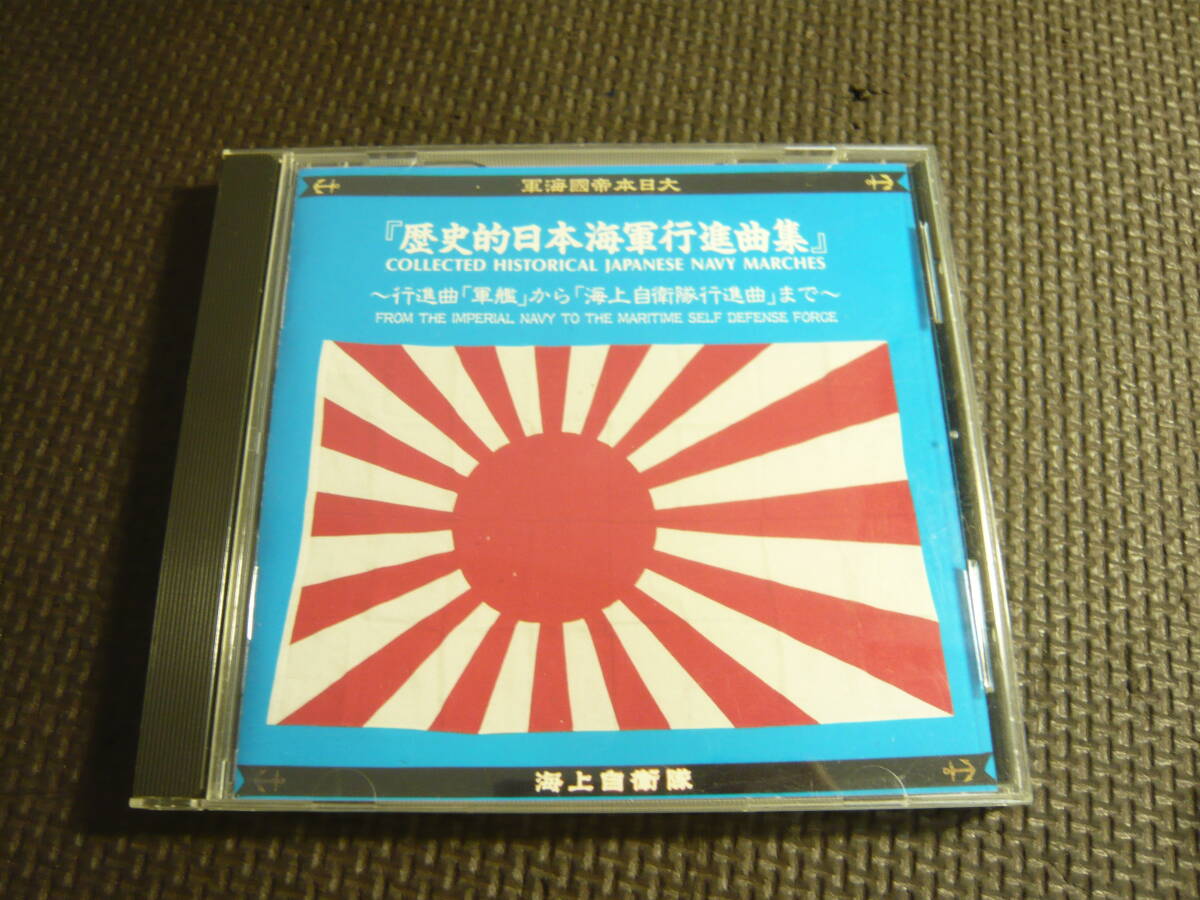 軍海國帝本日大
『歴史的日本海軍行進曲集』
COLLECTED HISTORICAL JAPANESE NAVY MARCHES
〜行進曲「軍艦」から「海上自衛隊行進曲」まで〜
FROM THE IMPERIAL NAVY TO THE MARITIME SELF DEFENSE FORCE
海上自衛隊